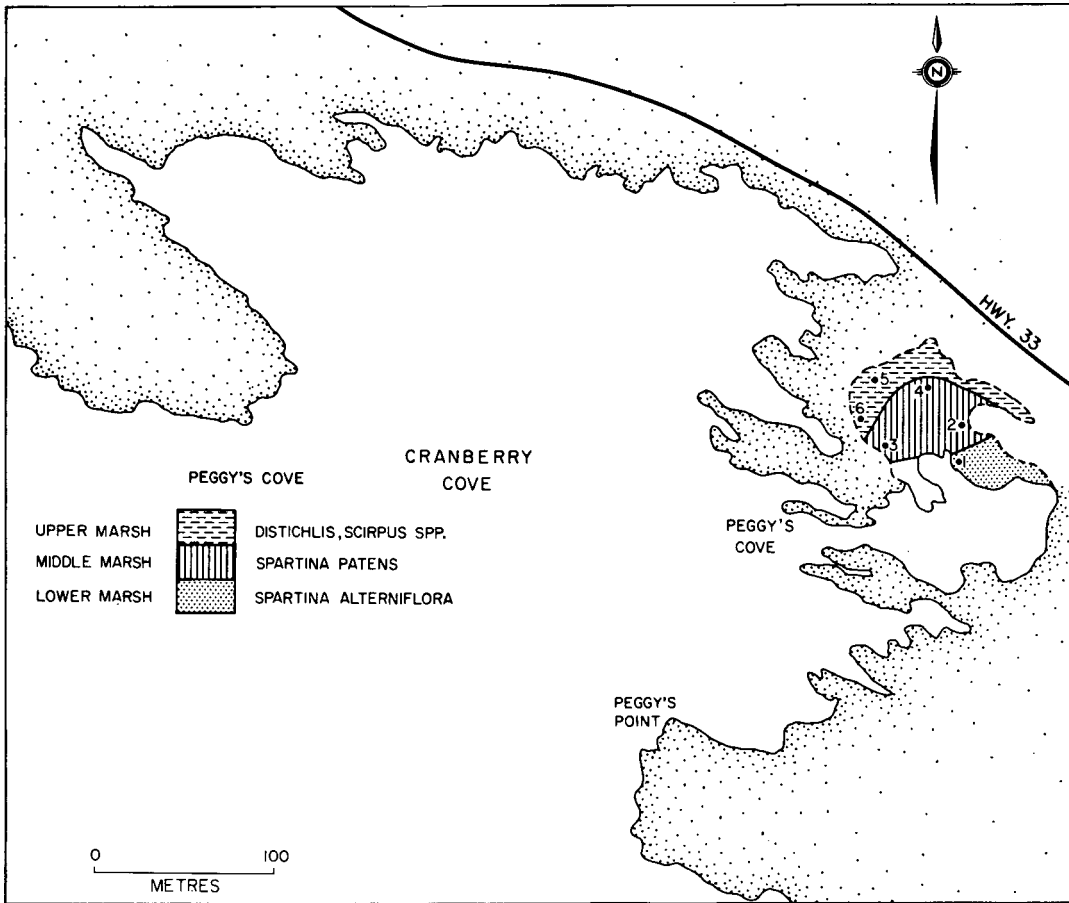 N
HWY. 33
5
4
6
2
3
CRANBERRY
COVE
PEGGY'S COVE
UPPER MARSH DISTICHLIS, SCIRPUS SPP.
MIDDLE MARSH SPARTINA PATENS
LOWER MARSH SPARTINA ALTERNIFLORA
PEGGY'S
COVE
PEGGY'S
POINT
0 100
METRES